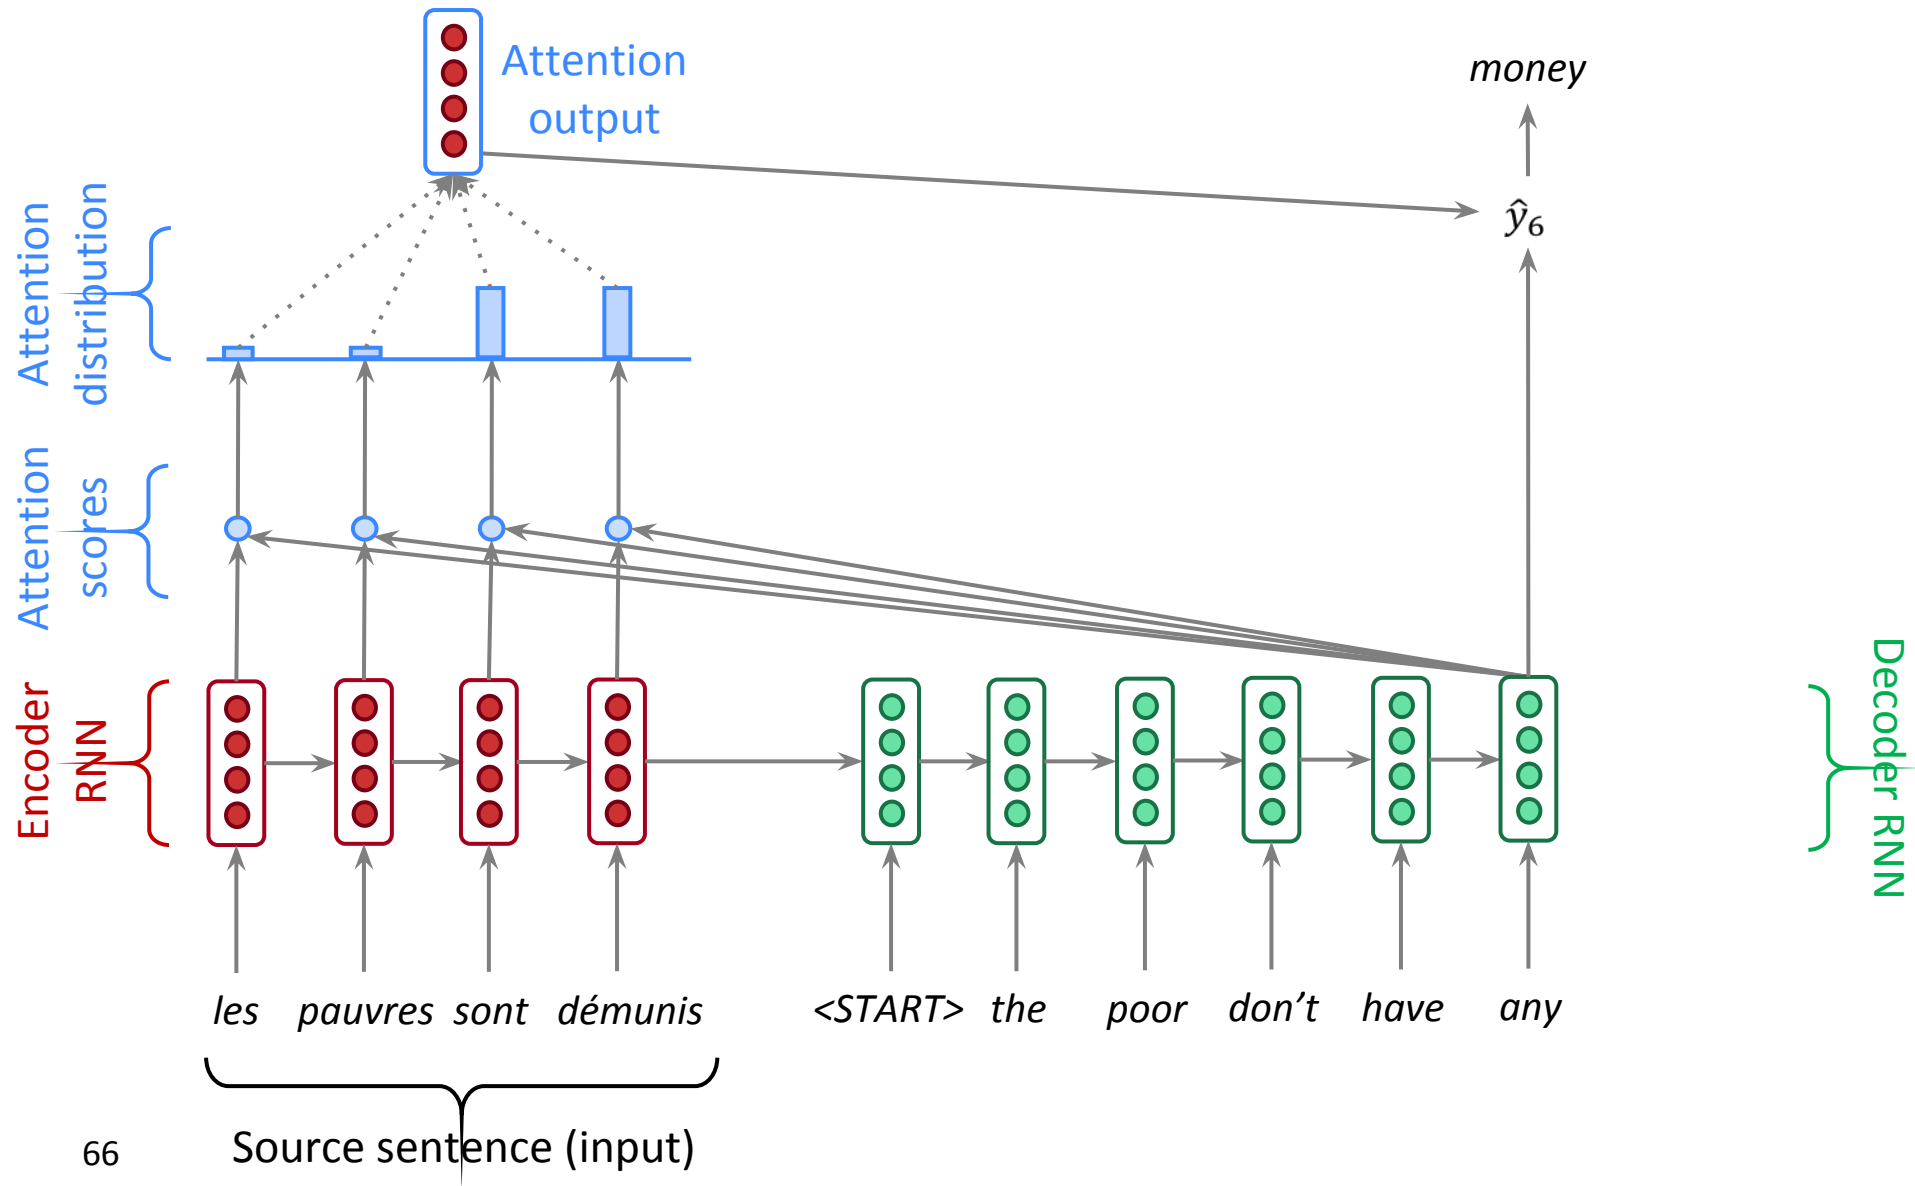 Attention
output
money
ŷ₆
Attention
distribution
Attention
scores
Encoder
RNN
Decoder RNN
les pauvres sont démunis <START> the poor don’t have any
Source sentence (input)
66